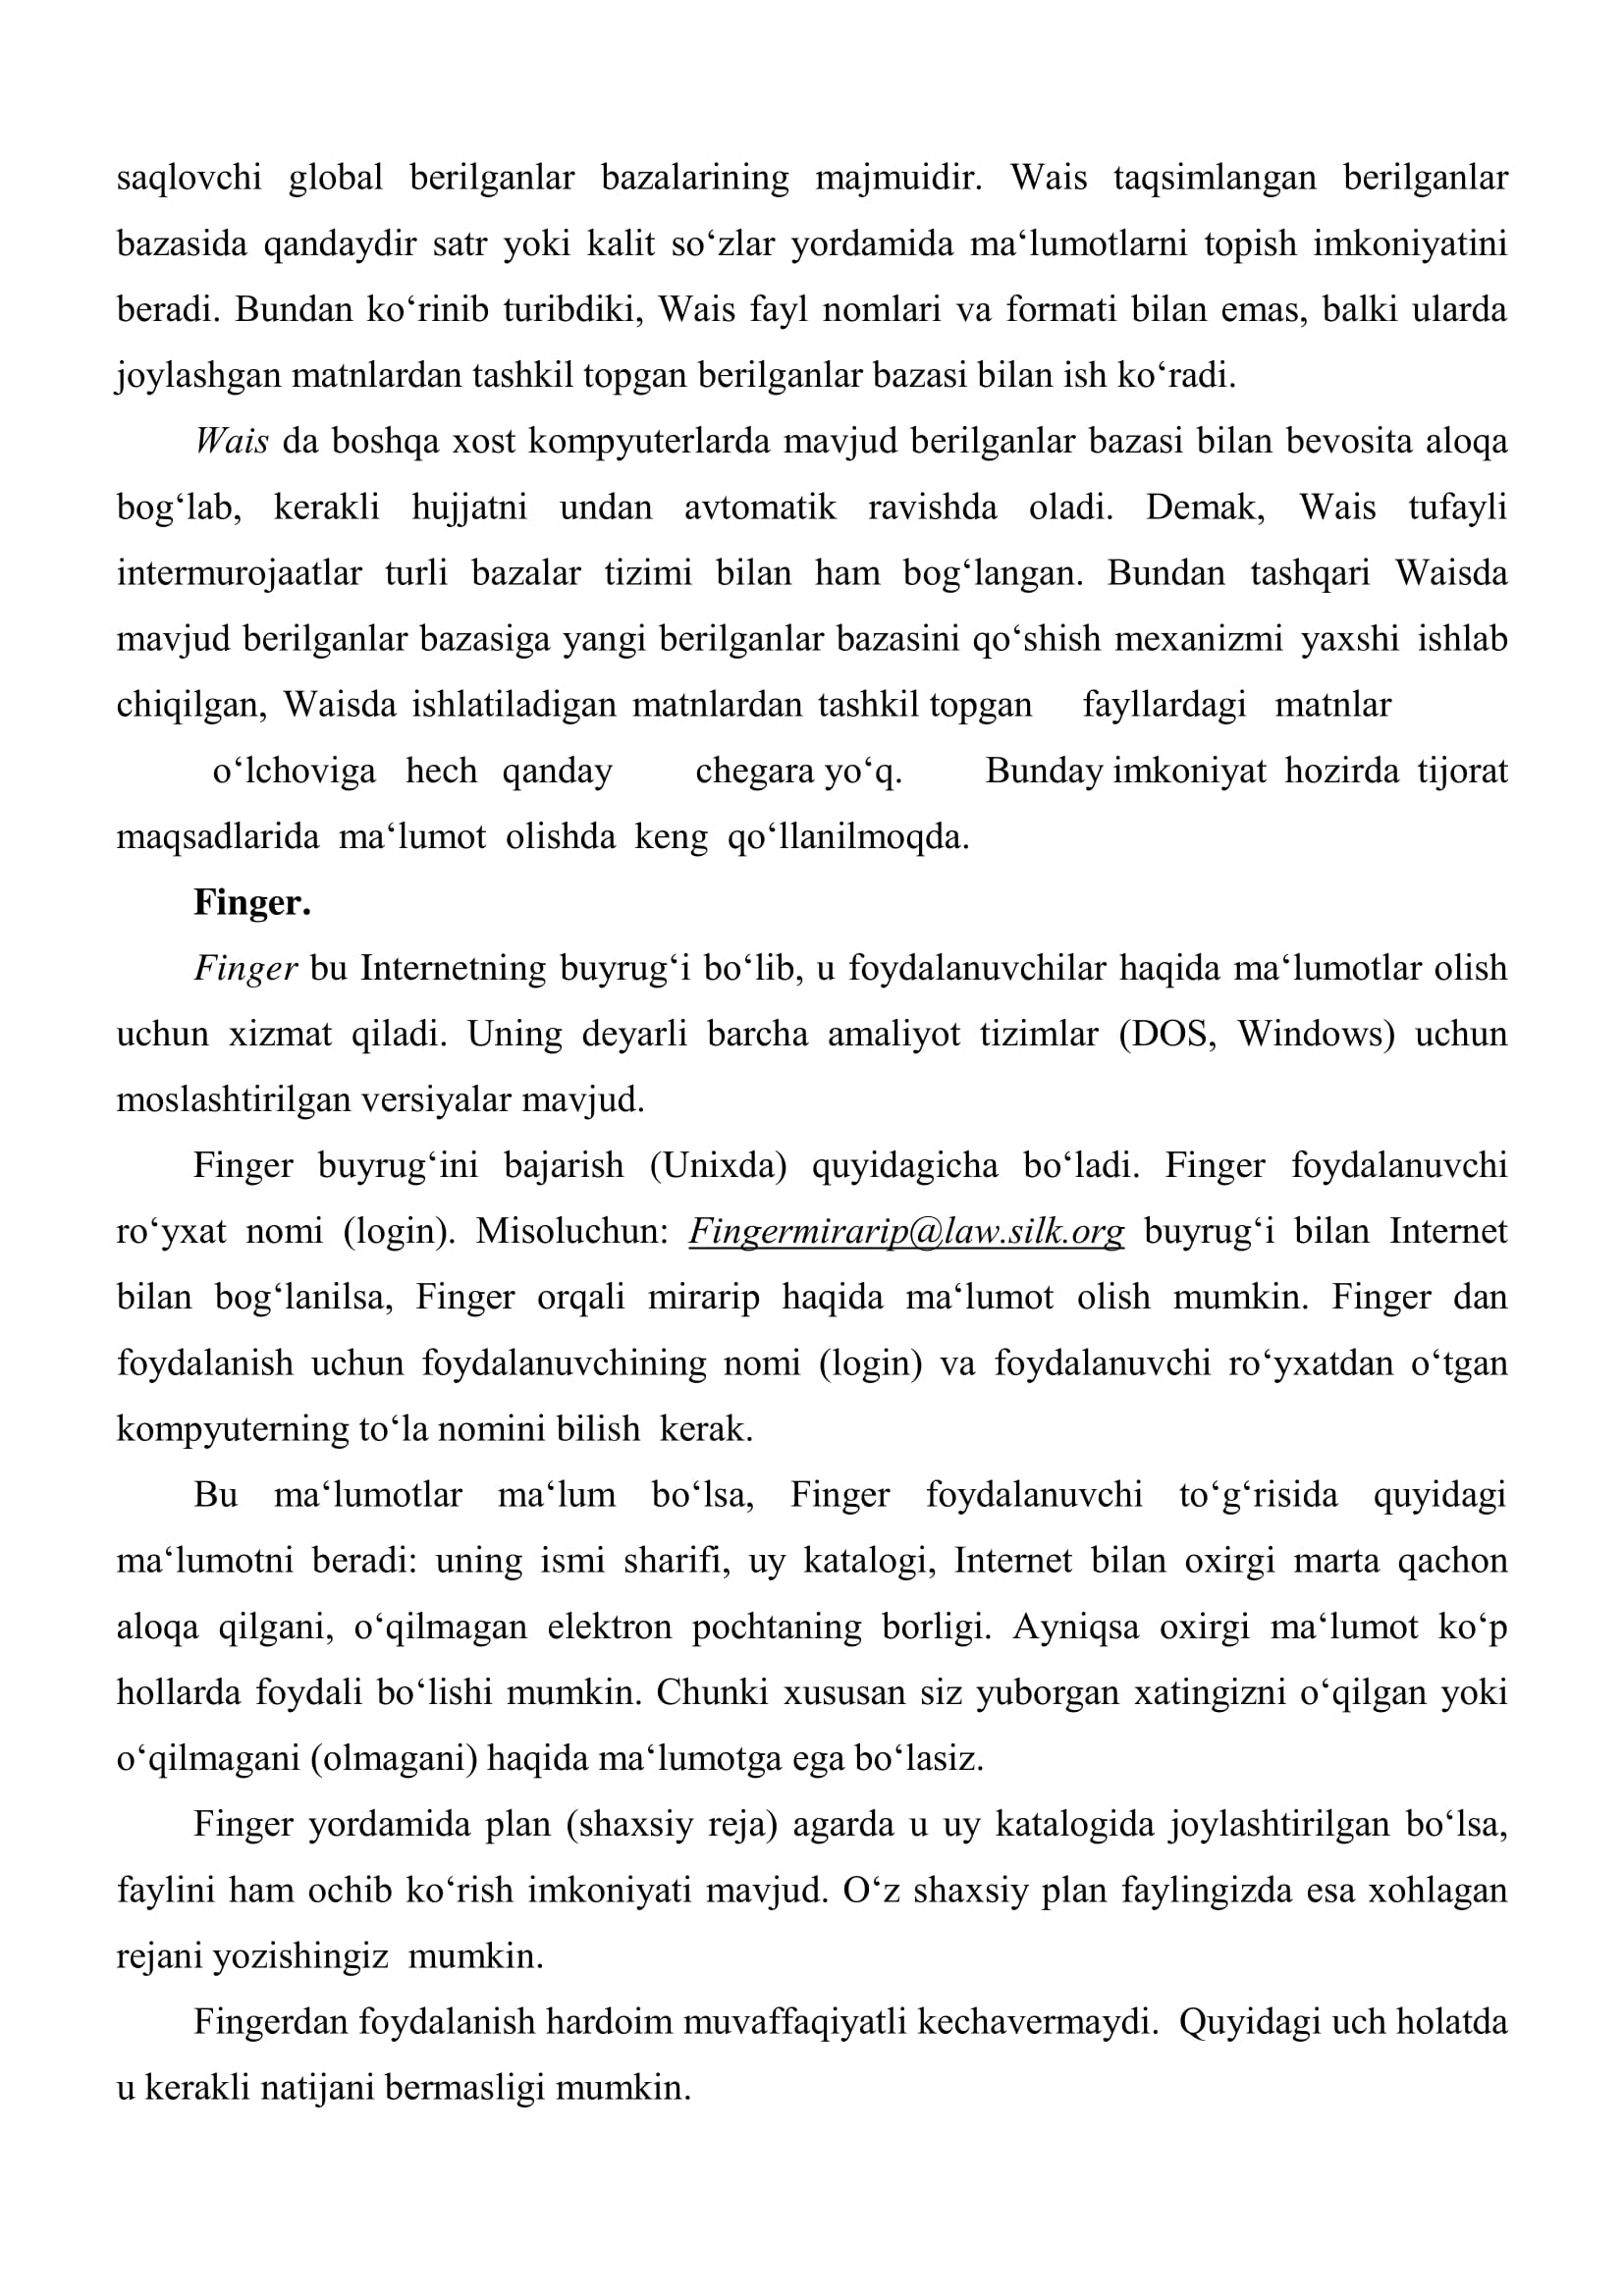 saqlovchi global berilganlar bazalarining majmuidir. Wais taqsimlangan berilganlar
bazasida qandaydir satr yoki kalit so‘zlar yordamida ma‘lumotlarni topish imkoniyatini
beradi. Bundan ko‘rinib turibdiki, Wais fayl nomlari va formati bilan emas, balki ularda
joylashgan matnlardan tashkil topgan berilganlar bazasi bilan ish ko‘radi.
Wais da boshqa xost kompyuterlarda mavjud berilganlar bazasi bilan bevosita aloqa
bog‘lab, kerakli hujjatni undan avtomatik ravishda oladi. Demak, Wais tufayli
intermurojaatlar turli bazalar tizimi bilan ham bog‘langan. Bundan tashqari Waisda
mavjud berilganlar bazasiga yangi berilganlar bazasini qo‘shish mexanizmi yaxshi ishlab
chiqilgan, Waisda ishlatiladigan matnlardan tashkil topgan fayllardagi matnlar
o‘lchoviga hech qanday chegara yo‘q. Bunday imkoniyat hozirda tijorat
maqsadlarida ma‘lumot olishda keng qo‘llanilmoqda.
Finger.
Finger bu Internetning buyrug‘i bo‘lib, u foydalanuvchilar haqida ma‘lumotlar olish
uchun xizmat qiladi. Uning deyarli barcha amaliyot tizimlar (DOS, Windows) uchun
moslashtirilgan versiyalar mavjud.
Finger buyrug‘ini bajarish (Unixda) quyidagicha bo‘ladi. Finger foydalanuvchi
ro‘yxat nomi (login). Misoluchun: Fingermirarip@law.silk.org buyrug‘i bilan Internet
bilan bog‘lanilsa, Finger orqali mirarip haqida ma‘lumot olish mumkin. Finger dan
foydalanish uchun foydalanuvchining nomi (login) va foydalanuvchi ro‘yxatdan o‘tgan
kompyuterning to‘la nomini bilish kerak.
Bu ma‘lumotlar ma‘lum bo‘lsa, Finger foydalanuvchi to‘g‘risida quyidagi
ma‘lumotni beradi: uning ismi sharifi, uy katalogi, Internet bilan oxirgi marta qachon
aloqa qilgani, o‘qilmagan elektron pochtaning borligi. Ayniqsa oxirgi ma‘lumot ko‘p
hollarda foydali bo‘lishi mumkin. Chunki xususan siz yuborgan xatingizni o‘qilgan yoki
o‘qilmagani (olmagani) haqida ma‘lumotga ega bo‘lasiz.
Finger yordamida plan (shaxsiy reja) agarda u uy katalogida joylashtirilgan bo‘lsa,
faylini ham ochib ko‘rish imkoniyati mavjud. O‘z shaxsiy plan faylingizda esa xohlagan
rejani yozishingiz mumkin.
Fingerdan foydalanish hardoim muvaffaqiyatli kechavermaydi. Quyidagi uch holatda
u kerakli natijani bermasligi mumkin.